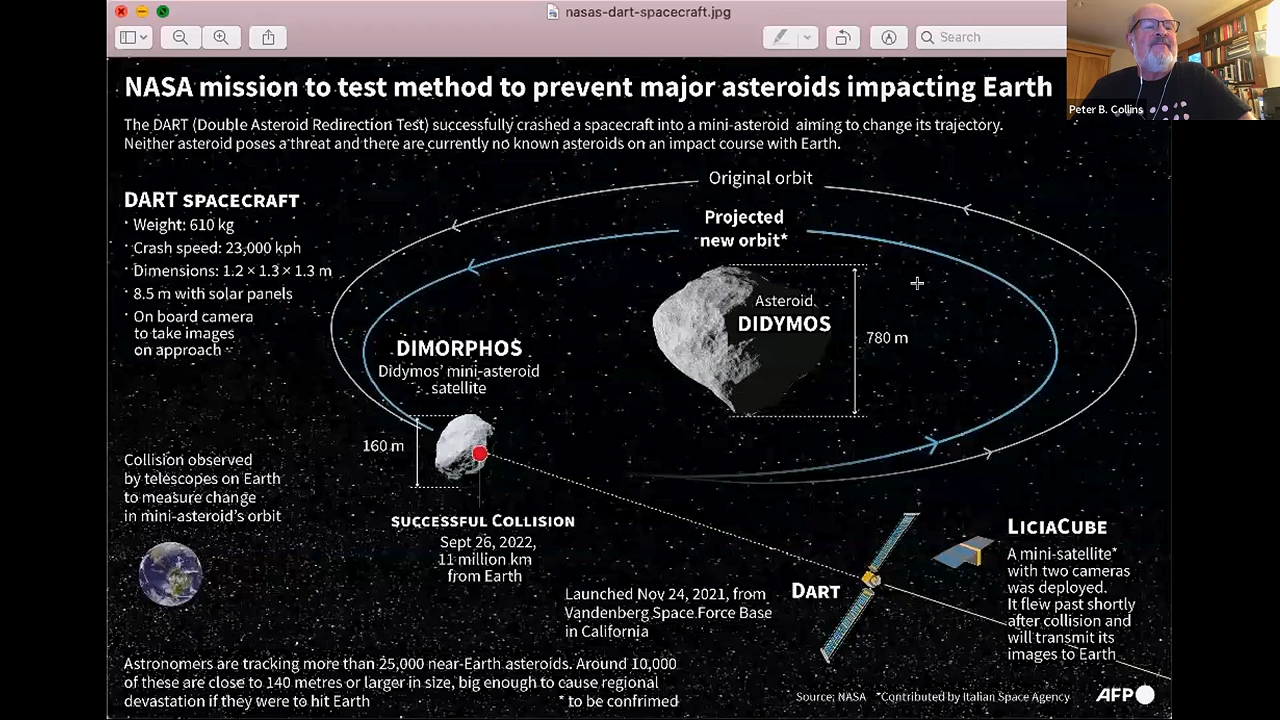 nasas-dart-spacecraft.jpg
Search
Peter B. Collins
NASA mission to test method to prevent major asteroids impacting Earth
The DART (Double Asteroid Redirection Test) successfully crashed a spacecraft into a mini-asteroid aiming to change its trajectory.
Neither asteroid poses a threat and there are currently no known asteroids on an impact course with Earth.
DART SPACECRAFT
· Weight: 610 kg
· Crash speed: 23,000 kph
· Dimensions: 1.2 × 1.3 × 1.3 m
· 8.5 m with solar panels
· On board camera
to take images
on approach
Original orbit
Projected
new orbit*
Asteroid
DIDYMOS
780 m
DIMORPHOS
Didymos' mini-asteroid
satellite
160 m
Collision observed
by telescopes on Earth
to measure change
in mini-asteroid's orbit
SUCCESSFUL COLLISION
Sept 26, 2022,
11 million km
from Earth
Launched Nov 24, 2021, from
Vandenberg Space Force Base
in California
DART
LICIACUBE
A mini-satellite*
with two cameras
was deployed.
It flew past shortly
after collision and
will transmit its
images to Earth
Astronomers are tracking more than 25,000 near-Earth asteroids. Around 10,000
of these are close to 140 metres or larger in size, big enough to cause regional
devastation if they were to hit Earth
* to be confrimed
Source: NASA *Contributed by Italian Space Agency
AFP